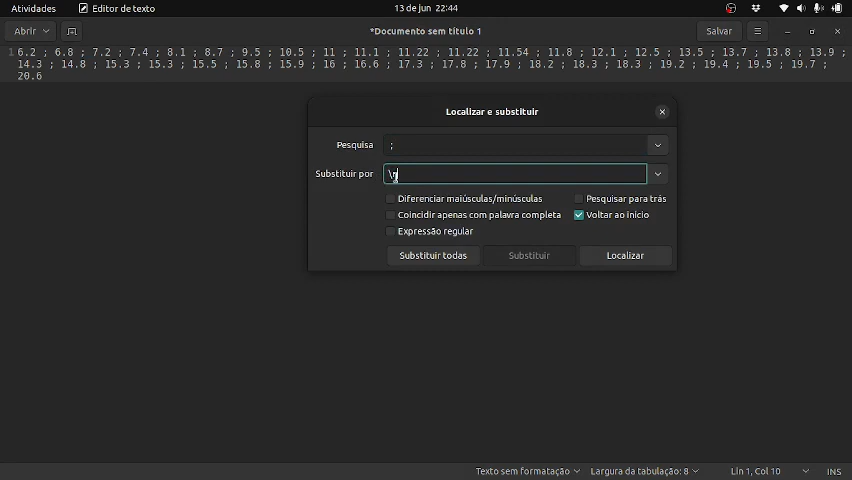 Atividades Editor de texto 13 de jun 22:44
Abrir *Documento sem título 1 Salvar
1 6.2 ; 6.8 ; 7.2 ; 7.4 ; 8.1 ; 8.7 ; 9.5 ; 10.5 ; 11 ; 11.1 ; 11.22 ; 11.22 ; 11.54 ; 11.8 ; 12.1 ; 12.5 ; 13.5 ; 13.7 ; 13.8 ; 13.9 ;
14.3 ; 14.8 ; 15.3 ; 15.3 ; 15.5 ; 15.8 ; 15.9 ; 16 ; 16.6 ; 17.3 ; 17.8 ; 17.9 ; 18.2 ; 18.3 ; 18.3 ; 19.2 ; 19.4 ; 19.5 ; 19.7 ;
20.6
Localizar e substituir
Pesquisa ;
Substituir por \n
Diferenciar maiúsculas/minúsculas Pesquisar para trás
Coincidir apenas com palavra completa Voltar ao início
Expressão regular
Substituir todas Substituir Localizar
Texto sem formatação Largura da tabulação: 8 Lin 1, Col 10 INS